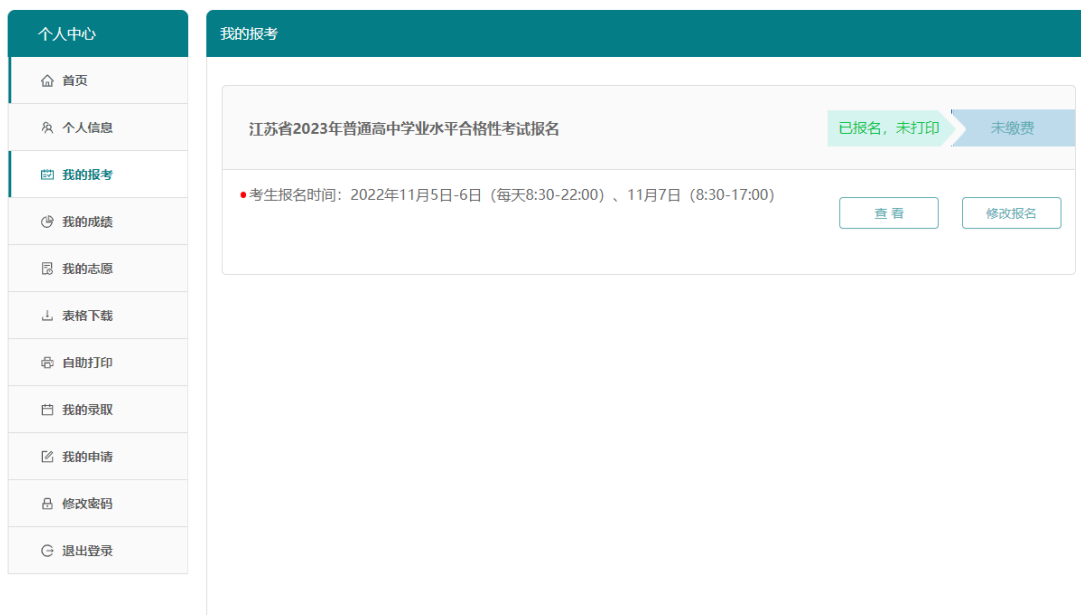 个人中心
首页
个人信息
我的报考
我的成绩
我的志愿
表格下载
自助打印
我的录取
我的申请
修改密码
退出登录
我的报考
江苏省2023年普通高中学业水平合格性考试报名
已报名，未打印
未缴费
考生报名时间：2022年11月5日-6日（每天8:30-22:00）、11月7日（8:30-17:00）
查 看
修改报名